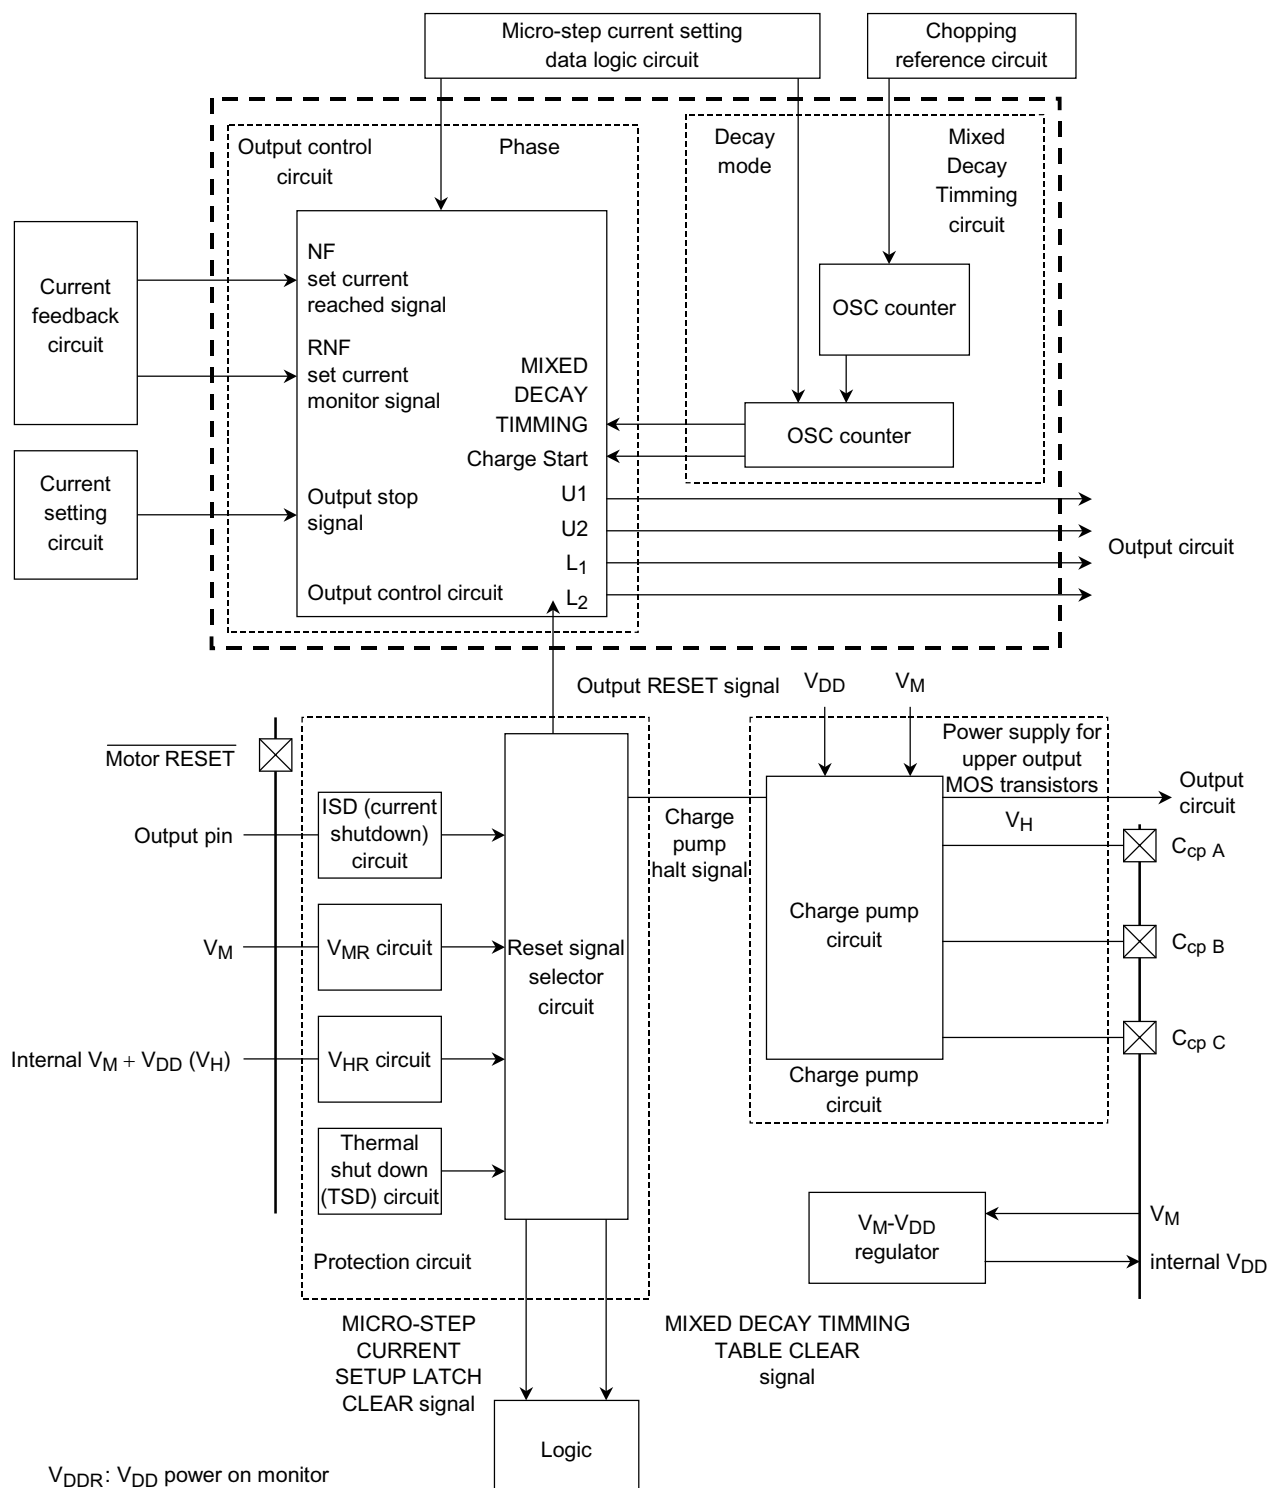 Micro-step current setting
data logic circuit
Chopping
reference circuit
Output control
circuit
Phase
Decay
mode
Mixed
Decay
Timming
circuit
Current
feedback
circuit
NF
set current
reached signal
RNF
set current
monitor signal
MIXED
DECAY
TIMMING
Charge Start
OSC counter
OSC counter
Current
setting
circuit
Output stop
signal
U1
U2
L1
L2
Output control circuit
Output circuit
Output RESET signal
VDD
VM
Motor RESET
Output pin
VM
Internal VM + VDD (VH)
ISD (current
shutdown)
circuit
VMR circuit
VHR circuit
Thermal
shut down
(TSD) circuit
Protection circuit
Reset signal
selector
circuit
Charge
pump
halt signal
Power supply for
upper output
MOS transistors
VH
Charge pump
circuit
Charge pump
circuit
Output
circuit
Ccp A
Ccp B
Ccp C
VM-VDD
regulator
VM
internal VDD
MICRO-STEP
CURRENT
SETUP LATCH
CLEAR signal
MIXED DECAY TIMMING
TABLE CLEAR
signal
Logic
VDDR: VDD power on monitor